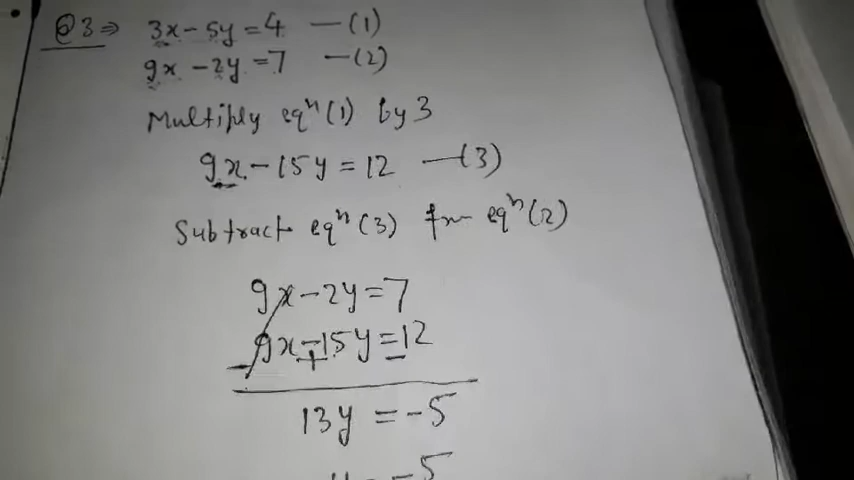 Q3⇒ 3x-5y=4 —(1)
9x-2y=7 —(2)
Multiply eqⁿ(1) by 3
9x-15y=12 —(3)
Subtract eqⁿ(3) from eqⁿ(2)
9x-2y=7
9x-15y=12
- + -
13y=-5
y=-5